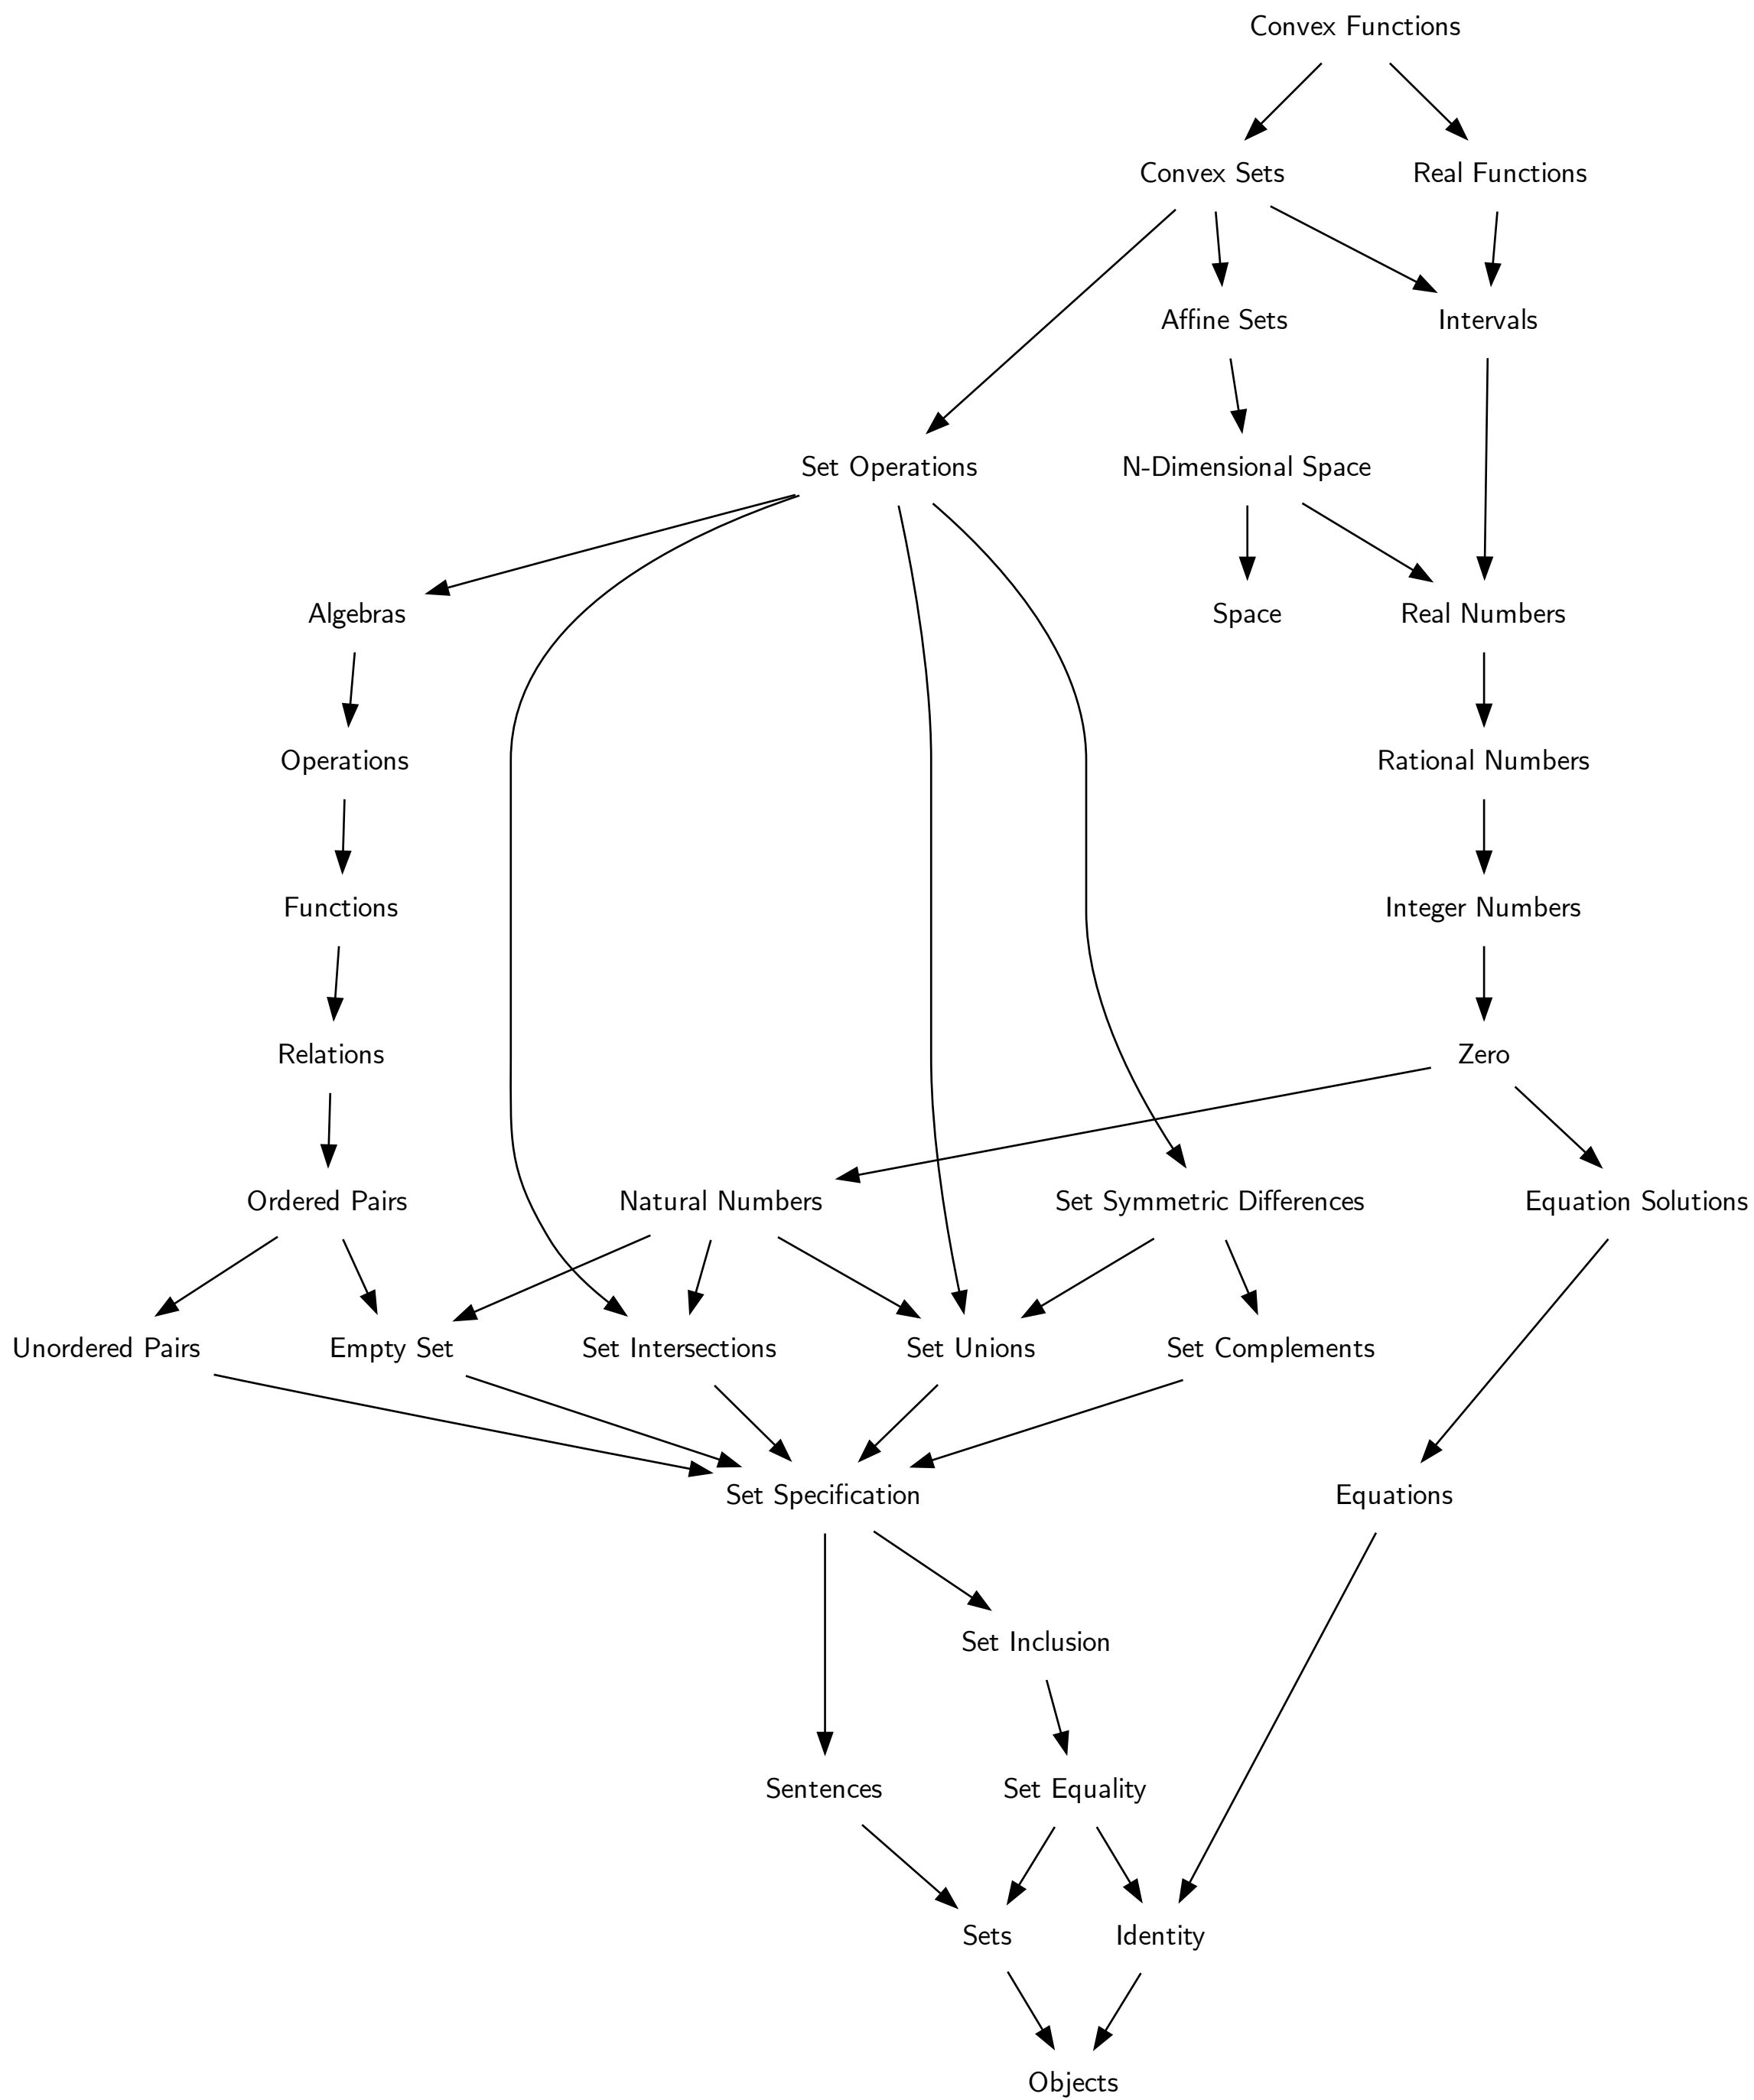 Convex Functions
Convex Sets
Real Functions
Affine Sets
Intervals
Set Operations
N-Dimensional Space
Algebras
Space
Real Numbers
Operations
Rational Numbers
Functions
Integer Numbers
Relations
Zero
Ordered Pairs
Natural Numbers
Set Symmetric Differences
Equation Solutions
Unordered Pairs
Empty Set
Set Intersections
Set Unions
Set Complements
Set Specification
Equations
Set Inclusion
Sentences
Set Equality
Sets
Identity
Objects